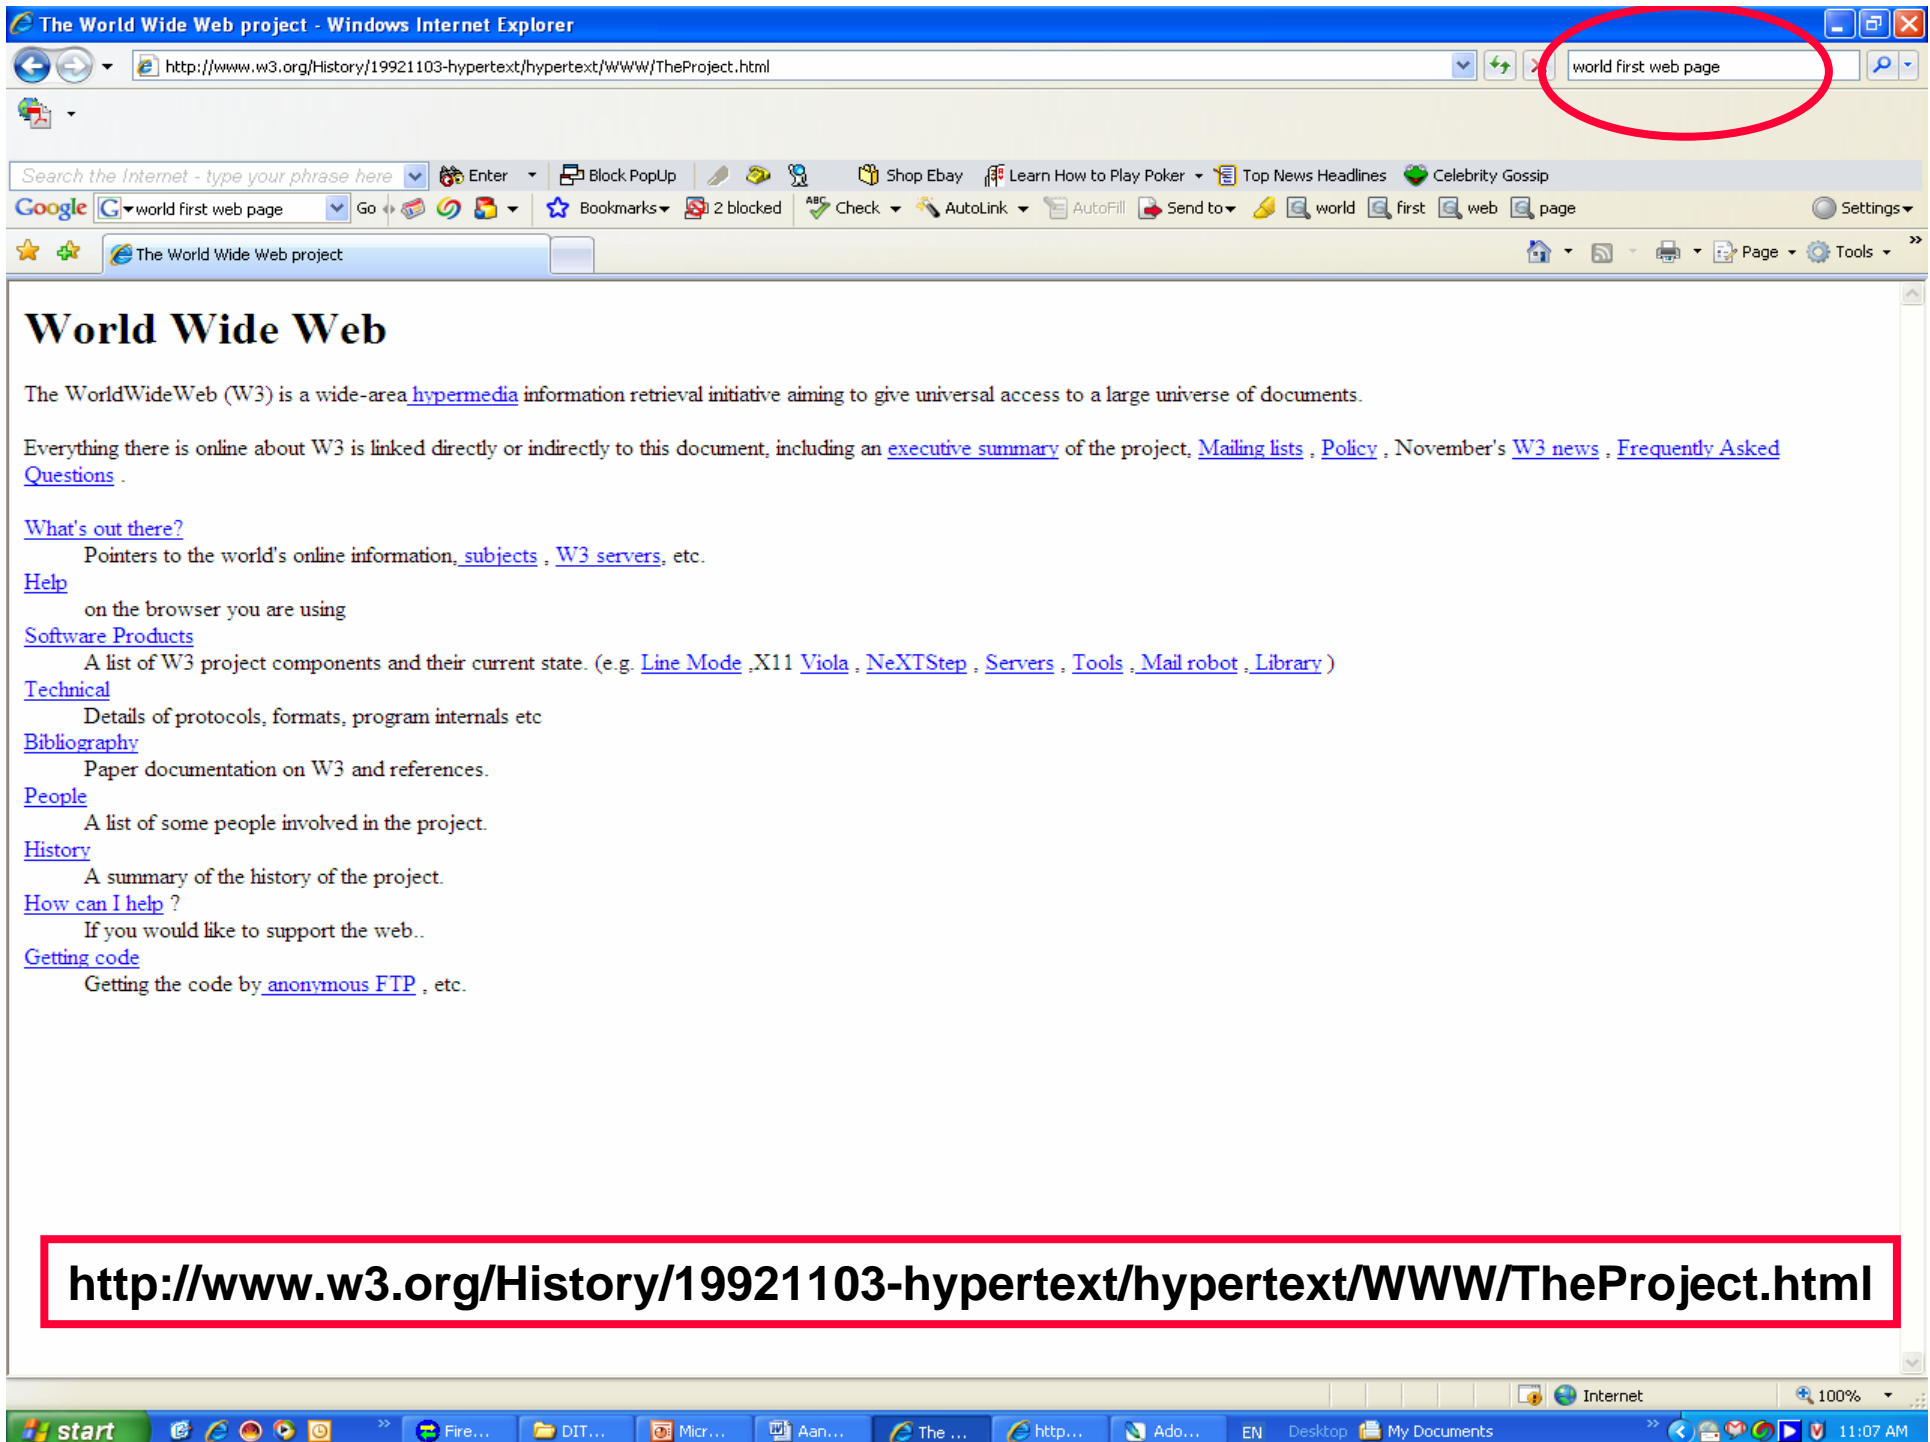 The World Wide Web project - Windows Internet Explorer
http://www.w3.org/History/19921103-hypertext/hypertext/WWW/TheProject.html
world first web page
Search the Internet - type your phrase here Enter Block PopUp Shop Ebay Learn How to Play Poker Top News Headlines Celebrity Gossip
Google G world first web page Go Bookmarks 2 blocked ABC Check AutoLink AutoFill Send to world first web page Settings
The World Wide Web project Page Tools »
World Wide Web
The WorldWideWeb (W3) is a wide-area hypermedia information retrieval initiative aiming to give universal access to a large universe of documents.
Everything there is online about W3 is linked directly or indirectly to this document, including an executive summary of the project, Mailing lists , Policy , November's W3 news , Frequently Asked
Questions .
What's out there?
Pointers to the world's online information, subjects , W3 servers, etc.
Help
on the browser you are using
Software Products
A list of W3 project components and their current state. (e.g. Line Mode ,X11 Viola , NeXTStep , Servers , Tools , Mail robot , Library )
Technical
Details of protocols, formats, program internals etc
Bibliography
Paper documentation on W3 and references.
People
A list of some people involved in the project.
History
A summary of the history of the project.
How can I help ?
If you would like to support the web..
Getting code
Getting the code by anonymous FTP , etc.
http://www.w3.org/History/19921103-hypertext/hypertext/WWW/TheProject.html
Internet 100%
start » Fire... DIT... Micr... Aan... The ... http... Ado... EN Desktop My Documents » 11:07 AM